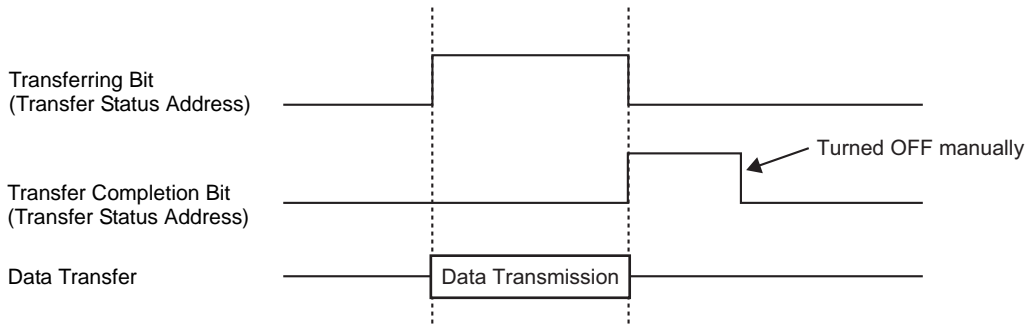 Transferring Bit
(Transfer Status Address)
Turned OFF manually
Transfer Completion Bit
(Transfer Status Address)
Data Transfer
Data Transmission